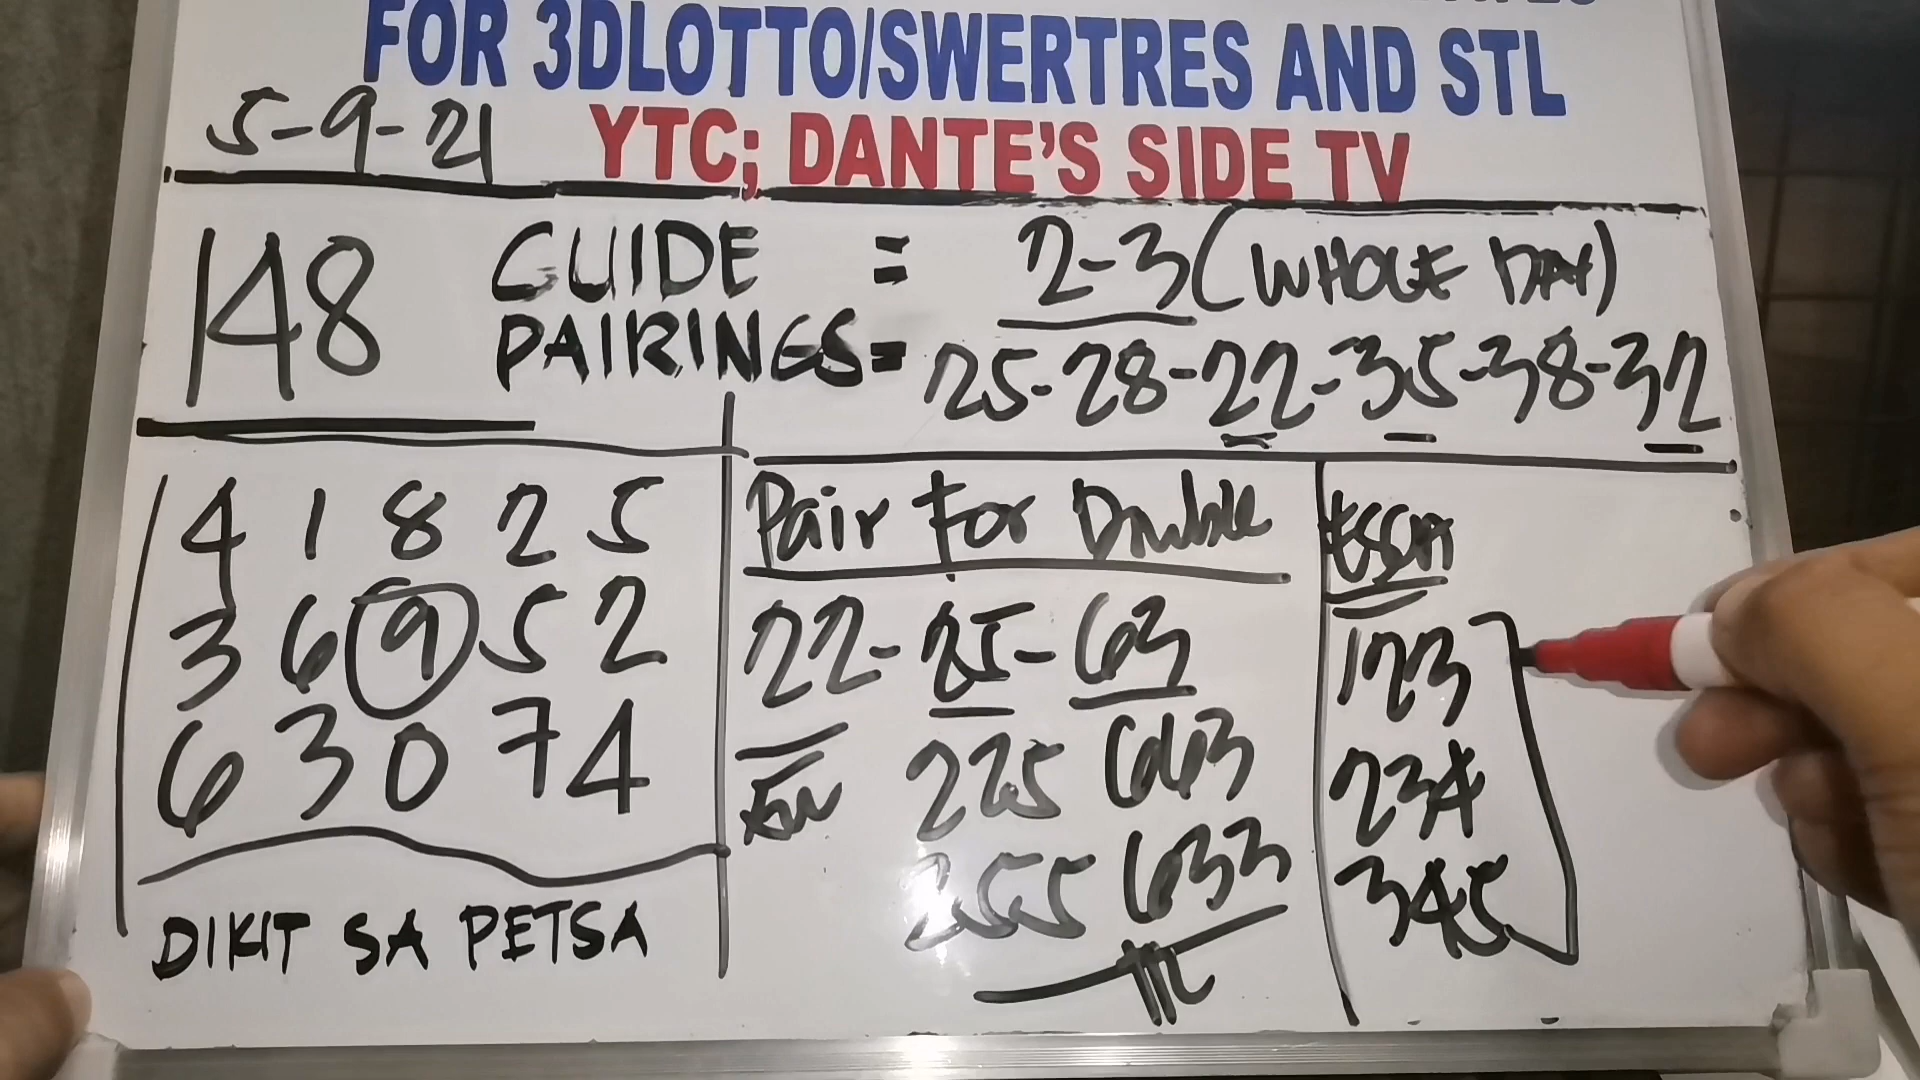 FOR 3DLOTTO/SWERTRES AND STL
5-9-21
YTC; DANTE'S SIDE TV
148
GUIDE = 2-3 (WHOLE DAY)
PAIRINGS = 25-28-22-35-38-32
4 1 8 2 5
3 6 9 5 2
6 3 0 7 4
DIKIT SA PETSA
Pair For Double
22-25-63
225 663
255 633
123
234
345